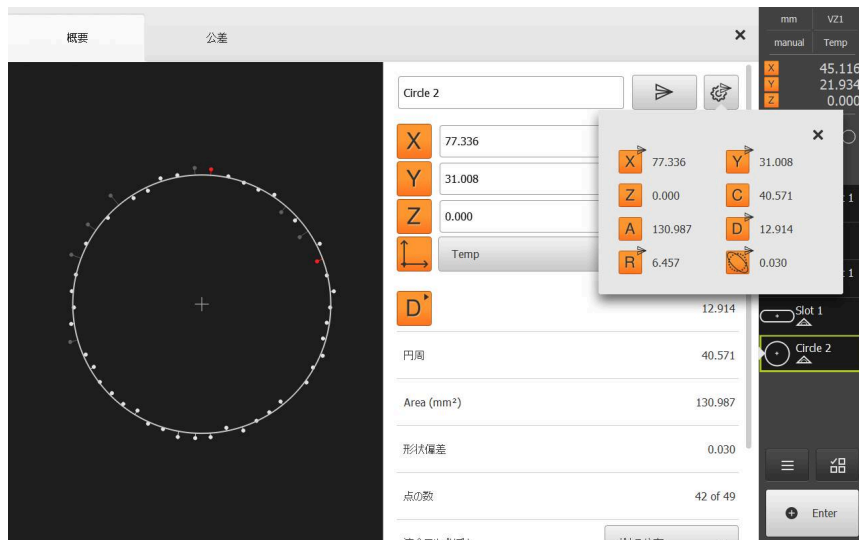 概要
公差
mm
VZ1
manual
Temp
X
45.116
Y
21.934
Z
0.000
Circle 2
X
77.336
Y
31.008
Z
0.000
Temp
X
77.336
Y
31.008
Z
0.000
C
40.571
A
130.987
D
12.914
R
6.457
0.030
D
12.914
円周
40.571
Area (mm²)
130.987
形状偏差
0.030
点の数
42 of 49
1
1
Slot 1
Circle 2
Enter